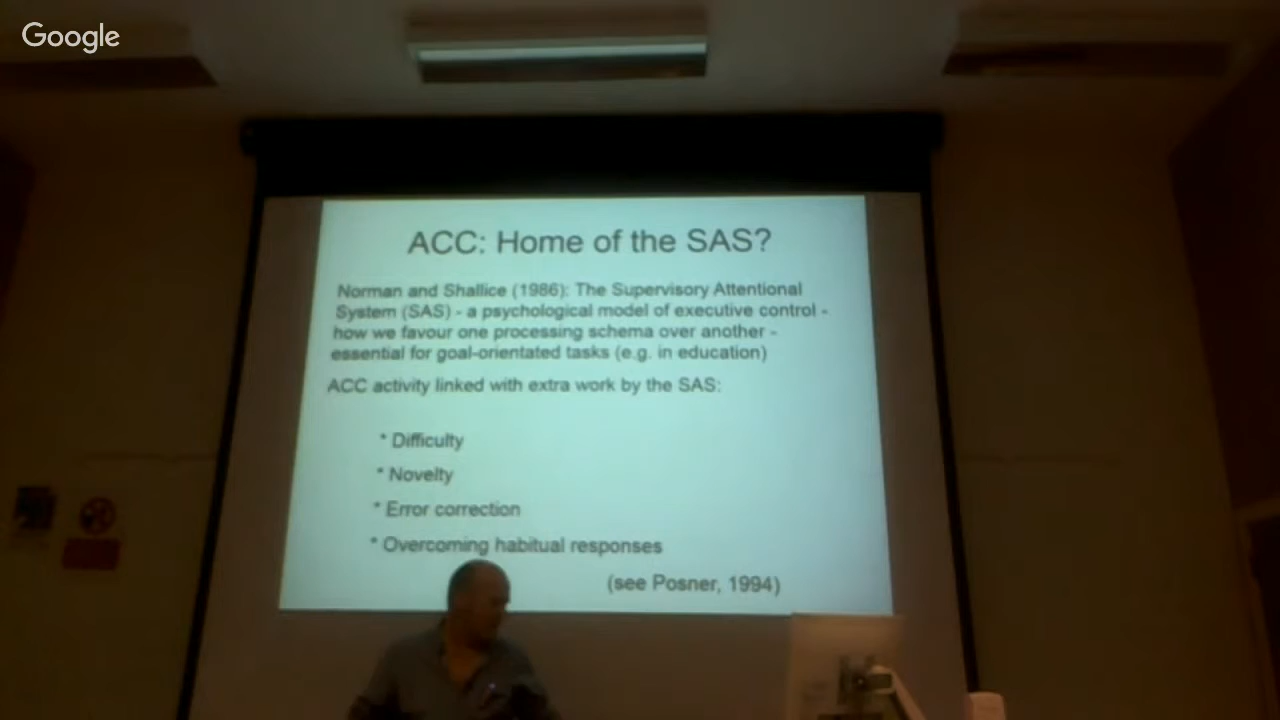 Google
ACC: Home of the SAS?
Norman and Shallice (1986): The Supervisory Attentional
System (SAS) - a psychological model of executive control -
how we favour one processing schema over another -
essential for goal-orientated tasks (e.g. in education)
ACC activity linked with extra work by the SAS:
* Difficulty
* Novelty
* Error correction
* Overcoming habitual responses
(see Posner, 1994)